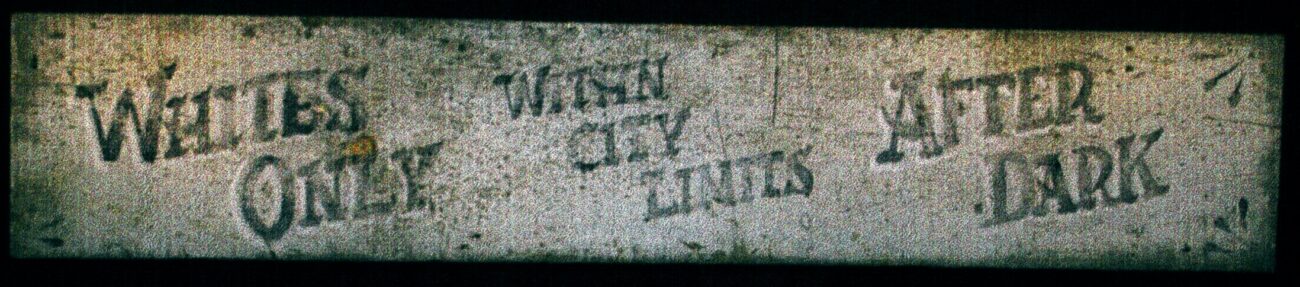 WHITES
ONLY
WITHIN
CITY
LIMITS
AFTER
DARK